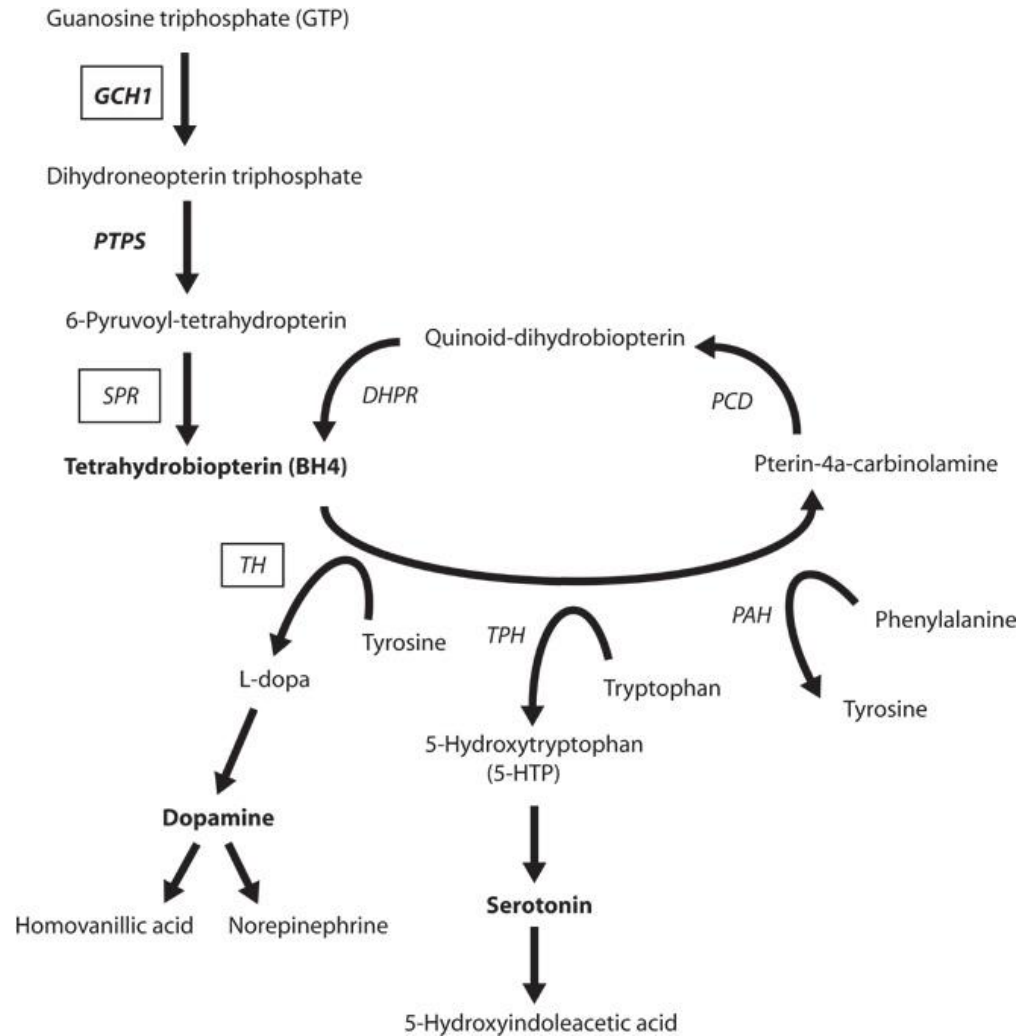 Guanosine triphosphate (GTP)
GCH1
Dihydroneopterin triphosphate
PTPS
6-Pyruvoyl-tetrahydropterin
Quinoid-dihydrobiopterin
SPR
DHPR
PCD
Tetrahydrobiopterin (BH4)
Pterin-4a-carbinolamine
TH
Tyrosine
TPH
PAH
Phenylalanine
L-dopa
Tryptophan
Tyrosine
5-Hydroxytryptophan
(5-HTP)
Dopamine
Homovanillic acid
Norepinephrine
Serotonin
5-Hydroxyindoleacetic acid